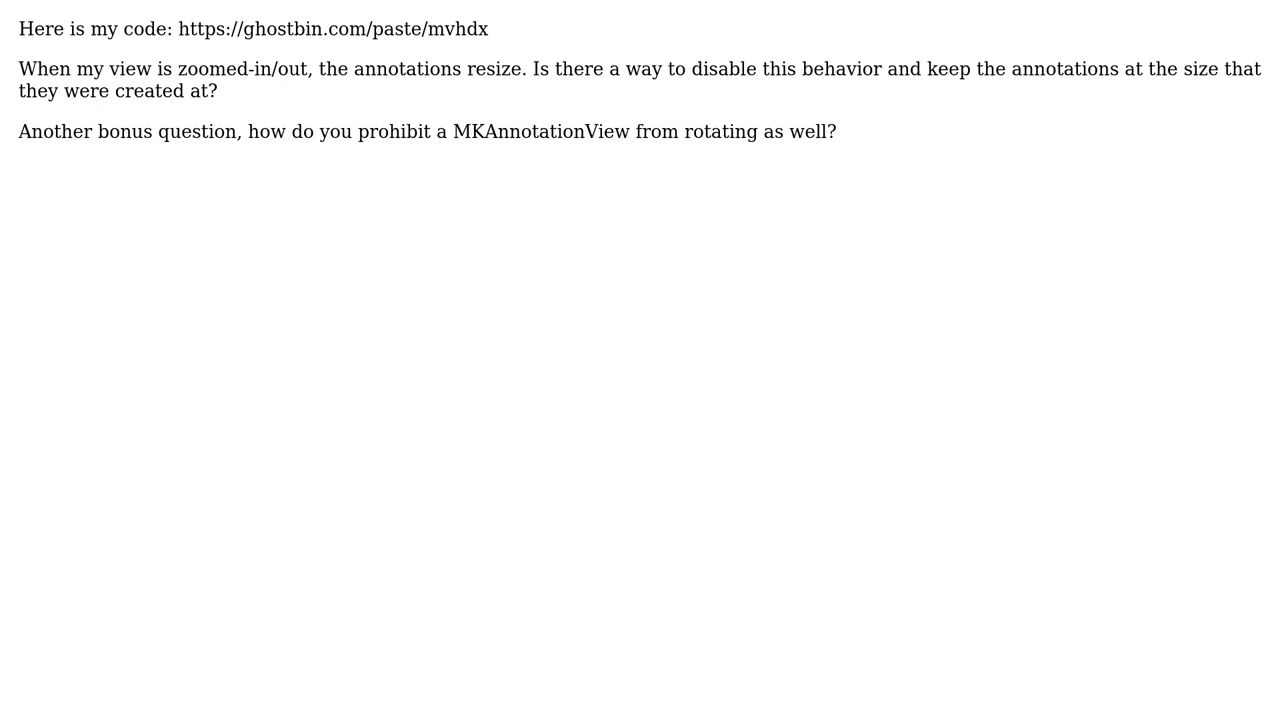 Here is my code: https://ghostbin.com/paste/mvhdx
When my view is zoomed-in/out, the annotations resize. Is there a way to disable this behavior and keep the annotations at the size that
they were created at?
Another bonus question, how do you prohibit a MKAnnotationView from rotating as well?